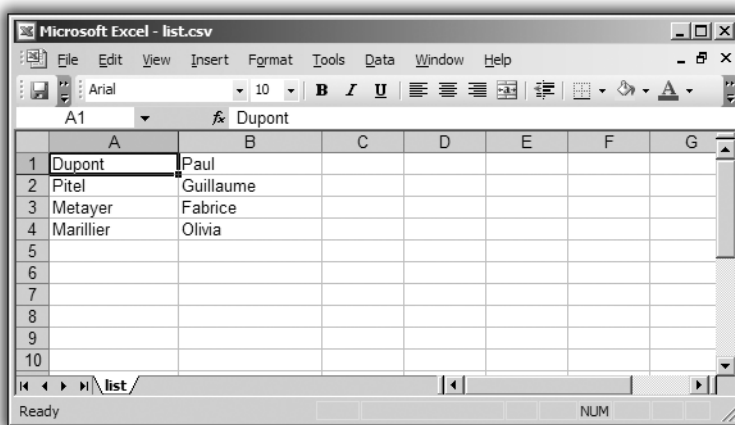 Microsoft Excel - list.csv
File Edit View Insert Format Tools Data Window Help
Arial 10 B I U A
A1 fx Dupont
A B C D E F G
1 Dupont Paul
2 Pitel Guillaume
3 Metayer Fabrice
4 Marillier Olivia
5
6
7
8
9
10
list
Ready NUM